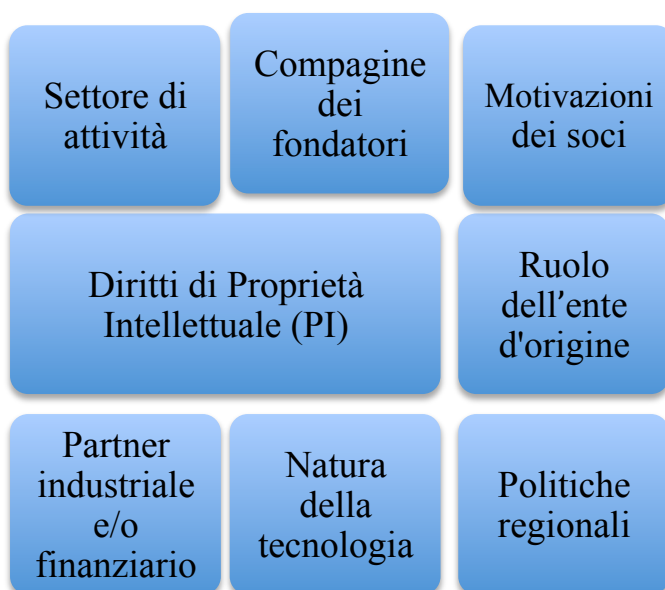 Settore di
attività
Compagine
dei
fondatori
Motivazioni
dei soci
Diritti di Proprietà
Intellettuale (PI)
Ruolo
dell’ente
d'origine
Partner
industriale
e/o
finanziario
Natura
della
tecnologia
Politiche
regionali